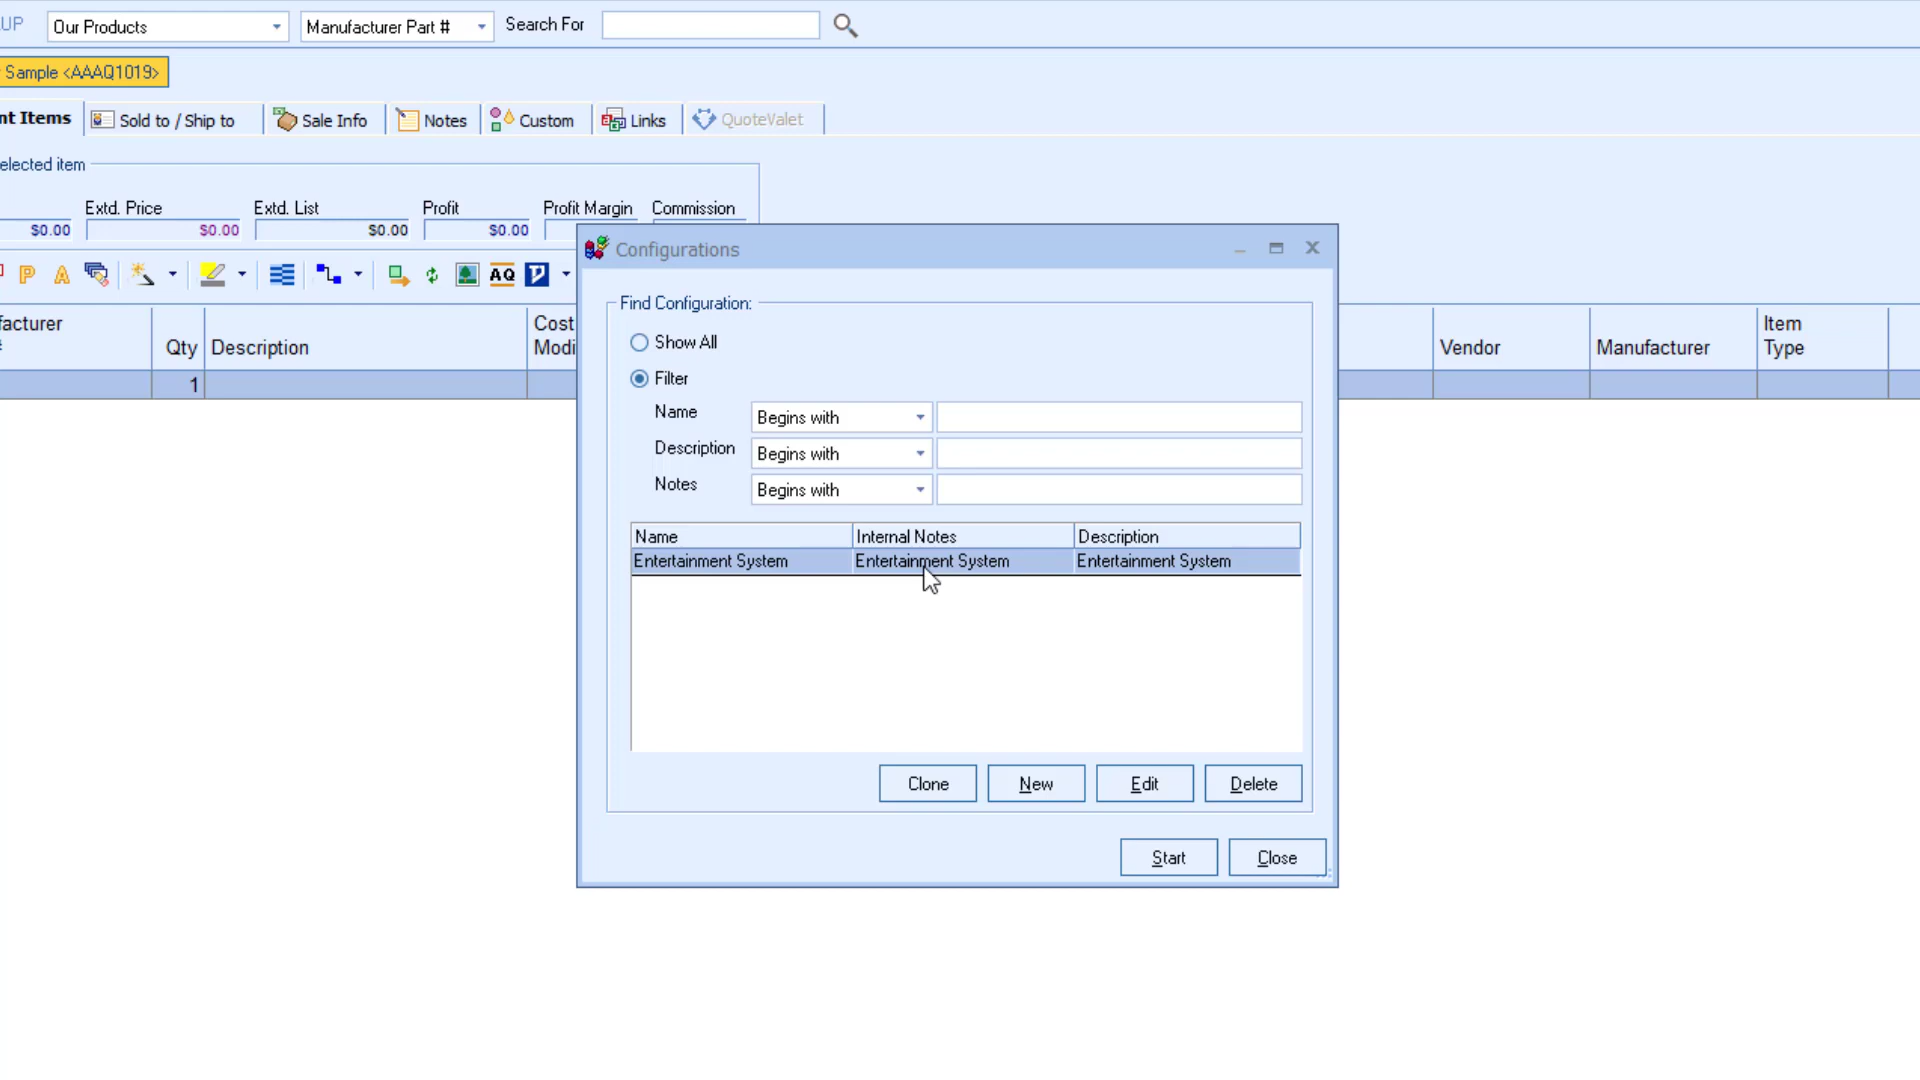 UP Our Products Manufacturer Part # Search For
Sample <AAAQ1019>
nt Items Sold to / Ship to Sale Info Notes Custom Links QuoteValet
elected item
Extd. Price Extd. List Profit Profit Margin Commission
$0.00 $0.00 $0.00 $0.00
P A AQ
facturer Qty Description Cost Modi Vendor Manufacturer Item Type
1
Configurations
Find Configuration:
Show All
Filter
Name Begins with
Description Begins with
Notes Begins with
Name Internal Notes Description
Entertainment System Entertainment System Entertainment System
Clone New Edit Delete
Start Close